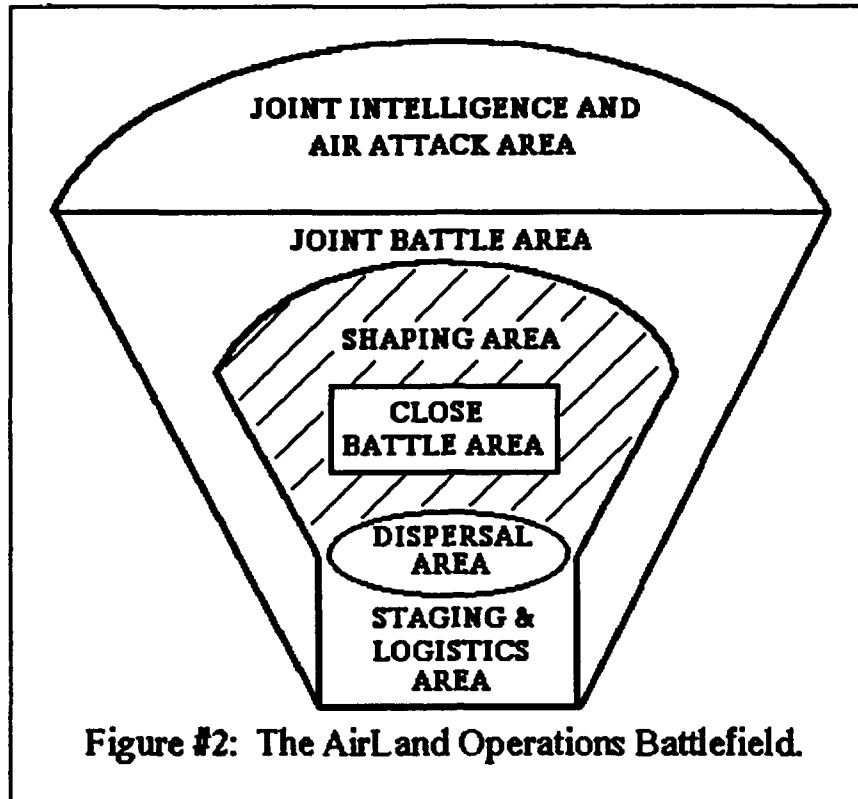 JOINT INTELLIGENCE AND
AIR ATTACK AREA
JOINT BATTLE AREA
SHAPING AREA
CLOSE
BATTLE AREA
DISPERSAL
AREA
STAGING &
LOGISTICS
AREA
Figure #2: The AirLand Operations Battlefield.